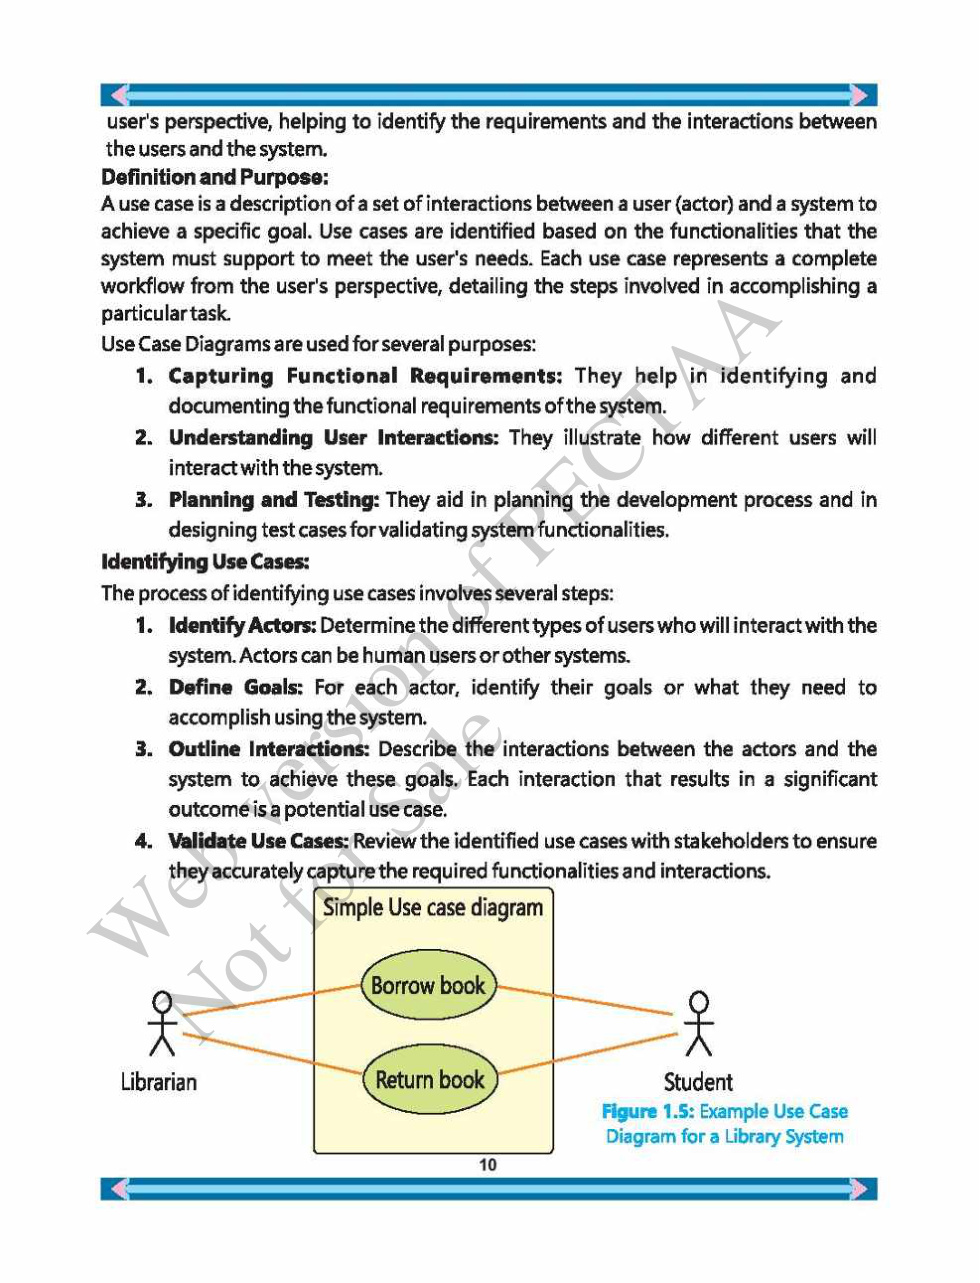 user's perspective, helping to identify the requirements and the interactions between
the users and the system.
Definition and Purpose:
A use case is a description of a set of interactions between a user (actor) and a system to
achieve a specific goal. Use cases are identified based on the functionalities that the
system must support to meet the user's needs. Each use case represents a complete
workflow from the user's perspective, detailing the steps involved in accomplishing a
particular task.
Use Case Diagrams are used for several purposes:
1. Capturing Functional Requirements: They help in identifying and
documenting the functional requirements of the system.
2. Understanding User Interactions: They illustrate how different users will
interact with the system.
3. Planning and Testing: They aid in planning the development process and in
designing test cases for validating system functionalities.
Identifying Use Cases:
The process of identifying use cases involves several steps:
1. Identify Actors: Determine the different types of users who will interact with the
system. Actors can be human users or other systems.
2. Define Goals: For each actor, identify their goals or what they need to
accomplish using the system.
3. Outline Interactions: Describe the interactions between the actors and the
system to achieve these goals. Each interaction that results in a significant
outcome is a potential use case.
4. Validate Use Cases: Review the identified use cases with stakeholders to ensure
they accurately capture the required functionalities and interactions.
Simple Use case diagram
Borrow book
Return book
Librarian
Student
Figure 1.5: Example Use Case
Diagram for a Library System
10
Web version of PECTAA
Not for Sale